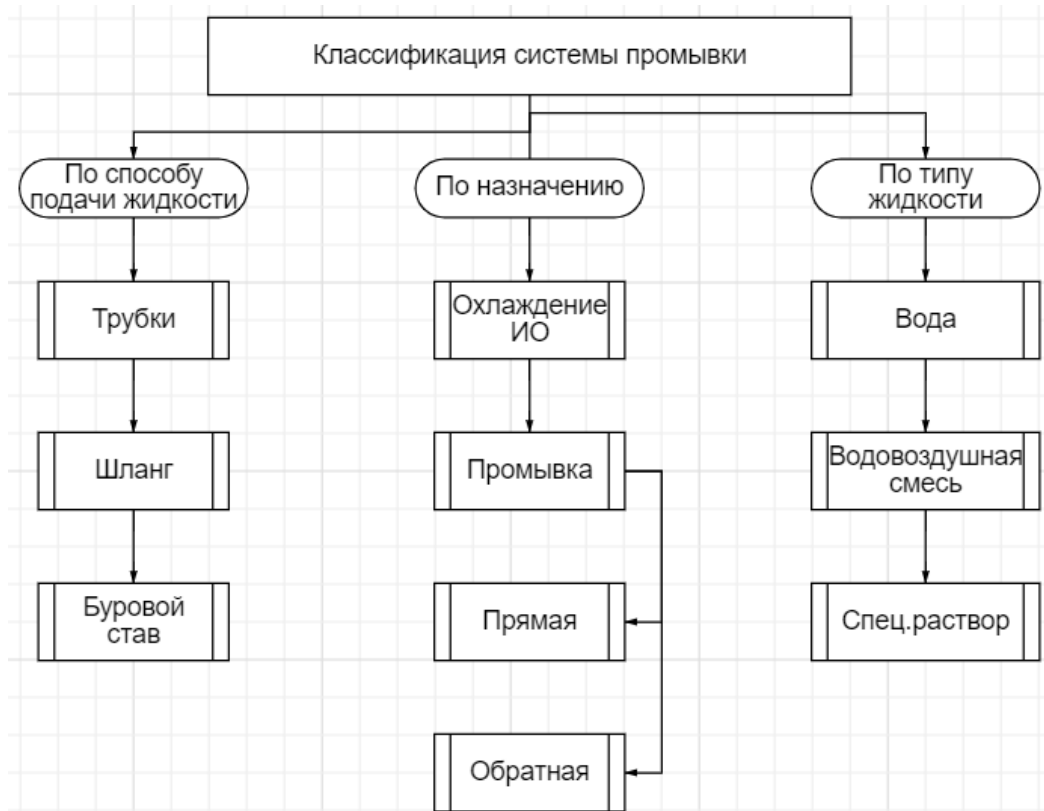 Классификация системы промывки
По способу
подачи жидкости
По назначению
По типу
жидкости
Трубки
Охлаждение
ИО
Вода
Шланг
Промывка
Водовоздушная
смесь
Буровой
став
Прямая
Спец.раствор
Обратная